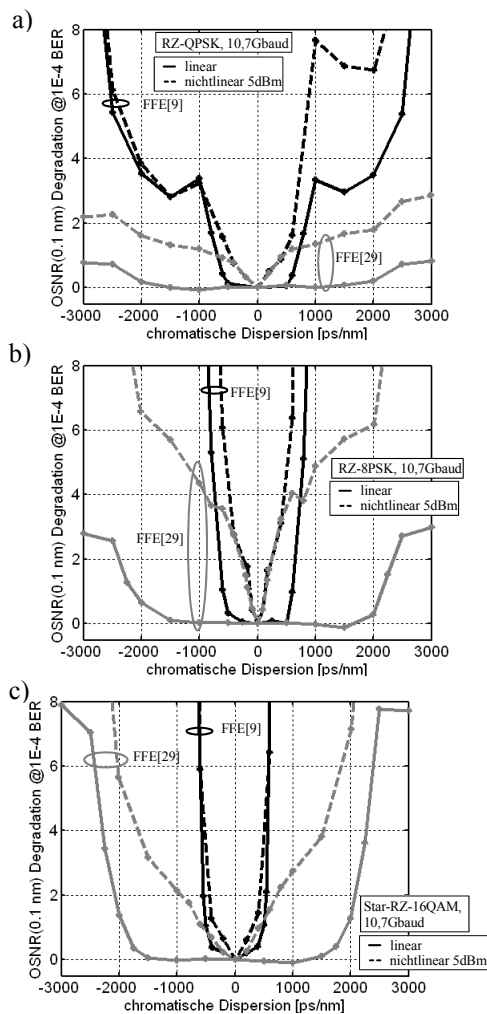 a)
8
6
4
2
0
OSNR(0.1 nm) Degradation @1E-4 BER
RZ-QPSK, 10,7Gbaud
linear
nichtlinear 5dBm
FFE[9]
FFE[29]
-3000 -2000 -1000 0 1000 2000 3000
chromatische Dispersion [ps/nm]
b)
8
6
4
2
0
OSNR(0.1 nm) Degradation @1E-4 BER
FFE[9]
RZ-8PSK, 10,7Gbaud
linear
nichtlinear 5dBm
FFE[29]
-3000 -2000 -1000 0 1000 2000 3000
chromatische Dispersion [ps/nm]
c)
8
6
4
2
0
OSNR(0.1 nm) Degradation @1E-4 BER
FFE[9]
FFE[29]
Star-RZ-16QAM,
10,7Gbaud
linear
nichtlinear 5dBm
-3000 -2000 -1000 0 1000 2000 3000
chromatische Dispersion [ps/nm]